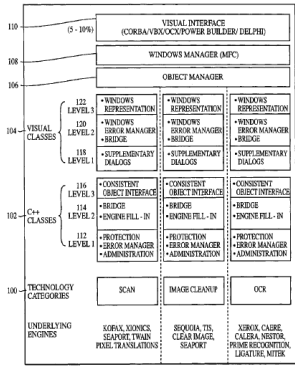 110
(5 - 10%)
VISUAL INTERFACE
(CORBA/VBX/OCX/POWER BUILDER/ DELPHI)
108
WINDOWS MANAGER (MFC)
106
OBJECT MANAGER
104
VISUAL CLASSES
122 LEVEL 3
•WINDOWS REPRESENTATION
•WINDOWS REPRESENTATION
•WINDOWS REPRESENTATION
120 LEVEL 2
•WINDOWS ERROR MANAGER
•BRIDGE
•WINDOWS ERROR MANAGER
•BRIDGE
•WINDOWS ERROR MANAGER
•BRIDGE
118 LEVEL 1
•SUPPLEMENTARY DIALOGS
•SUPPLEMENTARY DIALOGS
•SUPPLEMENTARY DIALOGS
102
C++ CLASSES
116 LEVEL 3
•CONSISTENT OBJECT INTERFACE
•CONSISTENT OBJECT INTERFACE
•CONSISTENT OBJECT INTERFACE
114 LEVEL 2
•BRIDGE
•ENGINE FILL - IN
•BRIDGE
•ENGINE FILL - IN
•BRIDGE
•ENGINE FILL - IN
112 LEVEL 1
•PROTECTION
•ERROR MANAGER
•ADMINISTRATION
•PROTECTION
•ERROR MANAGER
•ADMINISTRATION
•PROTECTION
•ERROR MANAGER
•ADMINISTRATION
100
TECHNOLOGY CATEGORIES
SCAN
IMAGE CLEANUP
OCR
UNDERLYING ENGINES
KOFAX, XIONICS,
SEAPORT, TWAIN
PIXEL TRANSLATIONS
SEQUOIA, TIS,
CLEAR IMAGE,
SEAPORT
XEROX, CAERE,
CALERA, NESTOR,
PRIME RECOGNITION,
LIGATURE, MITEK